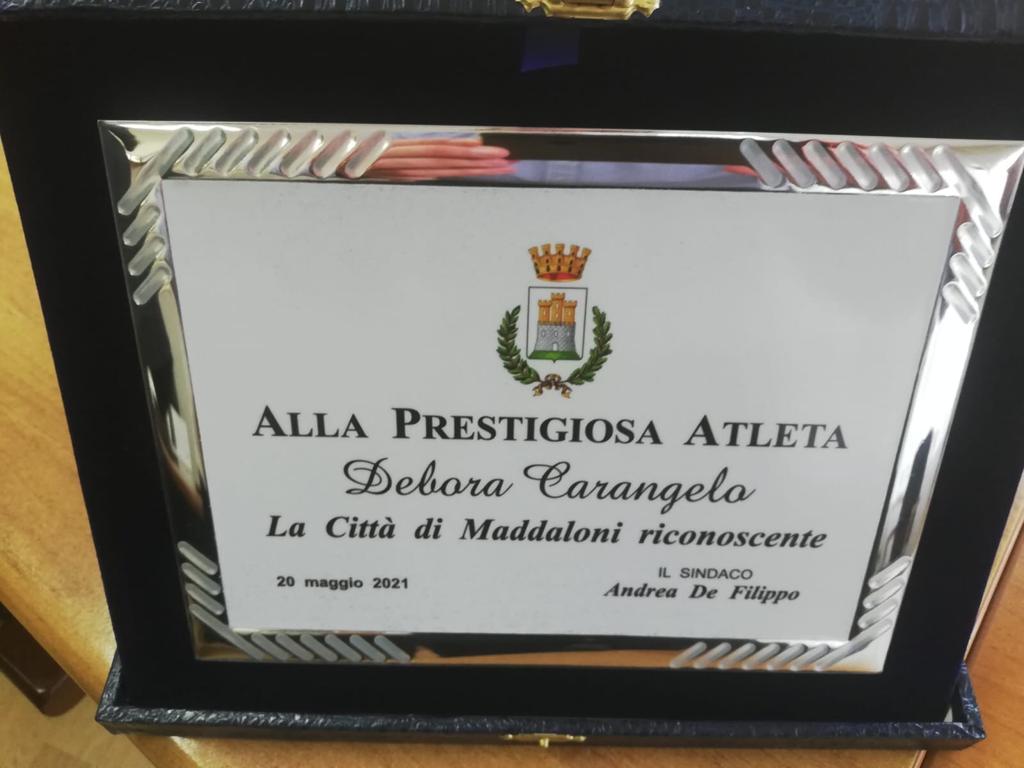 ALLA PRESTIGIOSA ATLETA
Debora Carangelo
La Città di Maddaloni riconoscente
20 maggio 2021
IL SINDACO
Andrea De Filippo